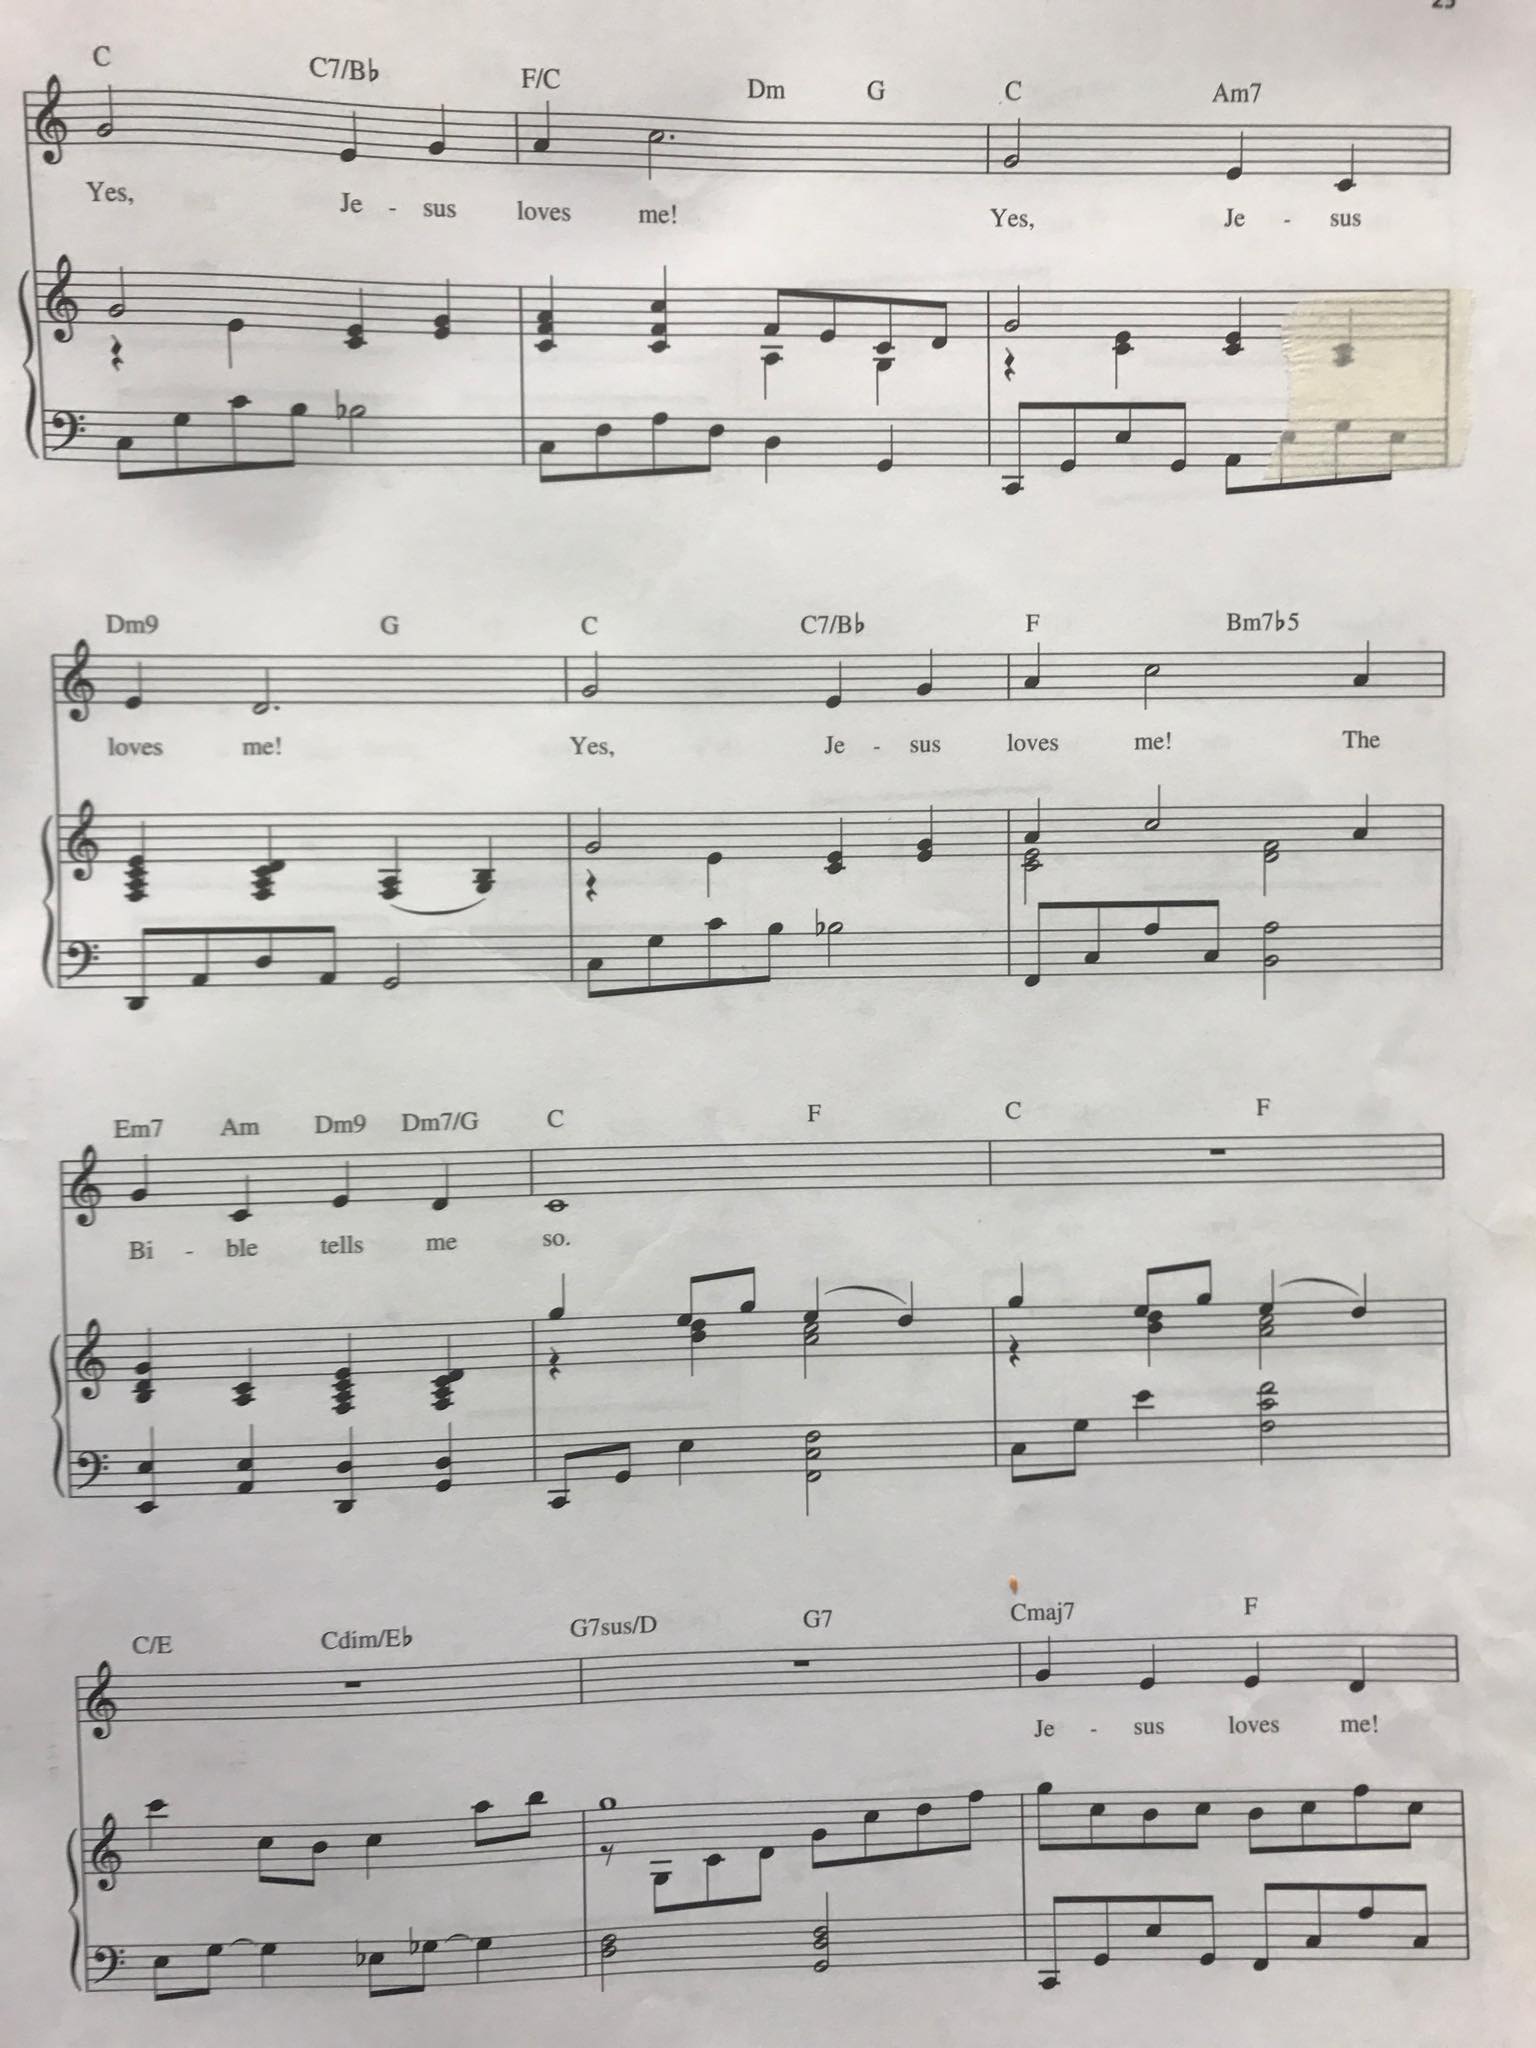 C C7/B♭ F/C Dm G C Am7
Yes, Je - sus loves me! Yes, Je - sus
Dm9 G C C7/B♭ F Bm7♭5
loves me! Yes, Je - sus loves me! The
Em7 Am Dm9 Dm7/G C F C F
Bi - ble tells me so.
C/E Cdim/E♭ G7sus/D G7 Cmaj7 F
Je - sus loves me!